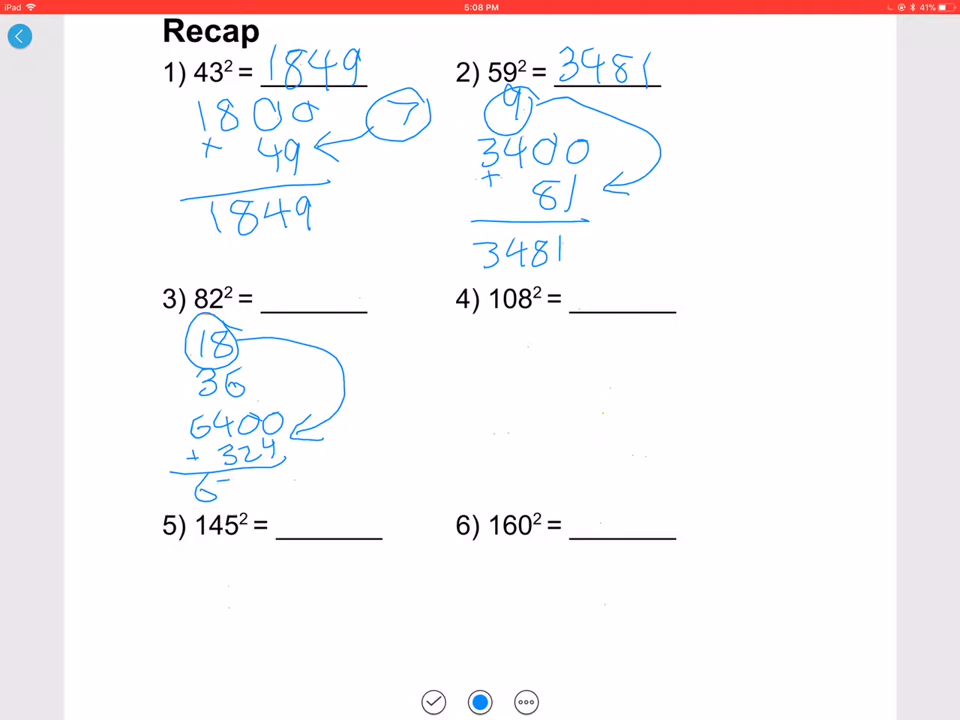 iPad 5:08 PM 41%
Recap
1) 43² = 1849
2) 59² = 3481
1800 7
+ 49
1849
9
3400
+ 81
3481
3) 82² = ________
4) 108² = ________
18
36
6400
+ 324
6
5) 145² = ________
6) 160² = ________